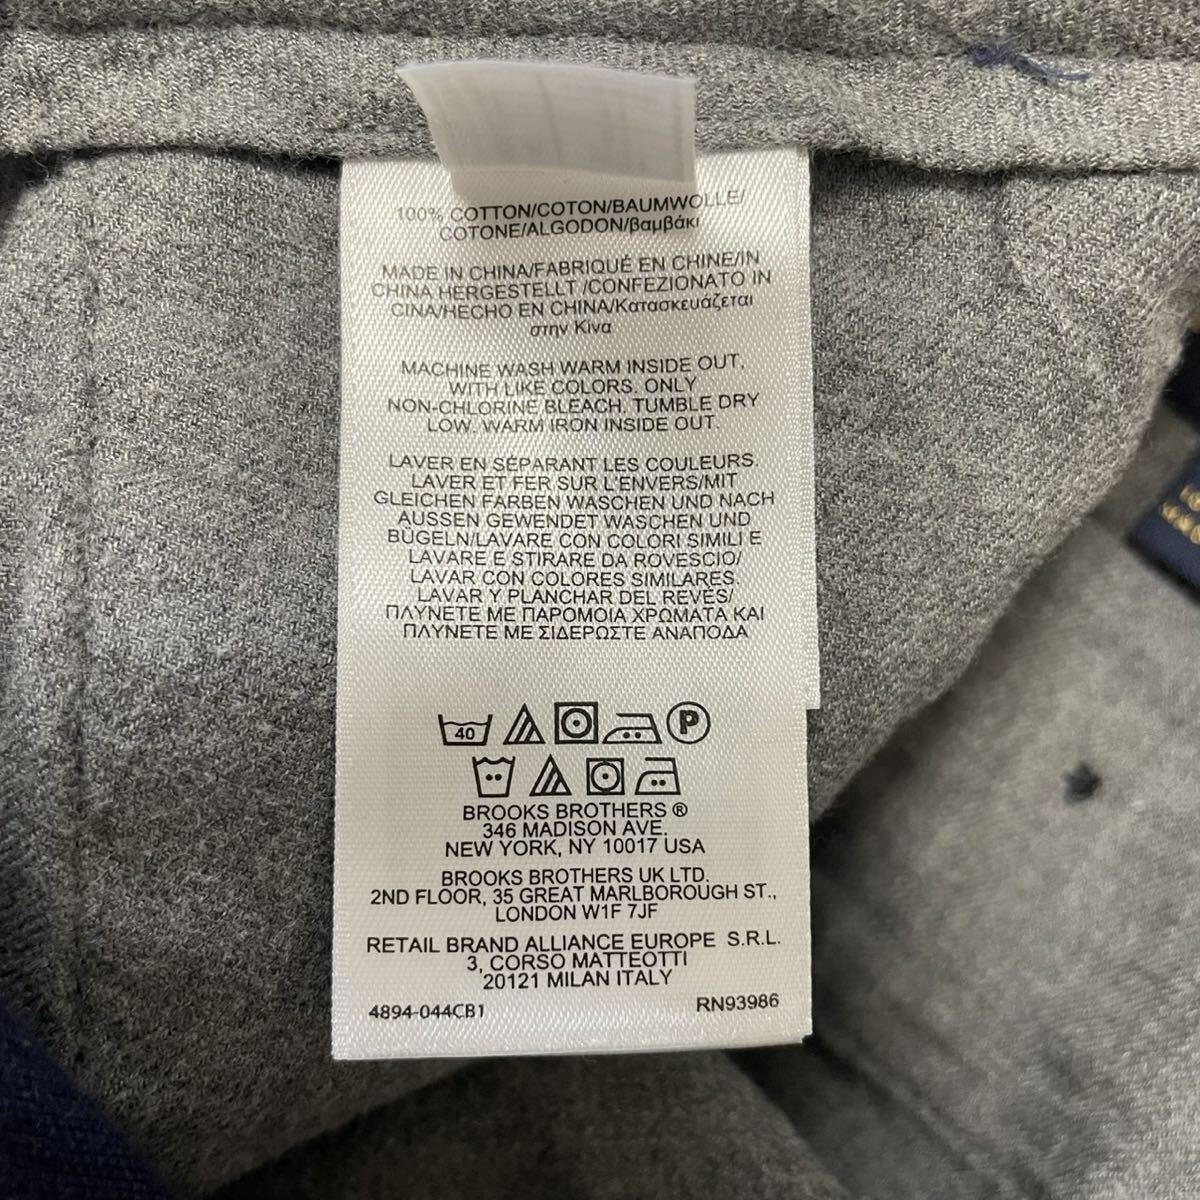 100% COTTON/COTON/BAUMWOLLE/
COTONE/ALGODON/βαμβάκι
MADE IN CHINA/FABRIQUÉ EN CHINE/IN
CHINA HERGESTELLT /CONFEZIONATO IN
CINA/HECHO EN CHINA/Κατασκευάζεται
στην Κίνα
MACHINE WASH WARM INSIDE OUT,
WITH LIKE COLORS. ONLY
NON-CHLORINE BLEACH. TUMBLE DRY
LOW. WARM IRON INSIDE OUT.
LAVER EN SÉPARANT LES COULEURS.
LAVER ET FER SUR L'ENVERS/MIT
GLEICHEN FARBEN WASCHEN UND NACH
AUSSEN GEWENDET WASCHEN UND
BÜGELN/LAVARE CON COLORI SIMILI E
LAVARE E STIRARE DA ROVESCIO/
LAVAR CON COLORES SIMILARES.
LAVAR Y PLANCHAR DEL REVÉS/
ΠΛΥΝΕΤΕ ΜΕ ΠΑΡΟΜΟΙΑ ΧΡΩΜΑΤΑ ΚΑΙ
ΠΛΥΝΕΤΕ ΜΕ ΣΙΔΕΡΩΣΤΕ ΑΝΑΠΟΔΑ
40 P
BROOKS BROTHERS ®
346 MADISON AVE.
NEW YORK, NY 10017 USA
BROOKS BROTHERS UK LTD.
2ND FLOOR, 35 GREAT MARLBOROUGH ST.,
LONDON W1F 7JF
RETAIL BRAND ALLIANCE EUROPE S.R.L.
3, CORSO MATTEOTTI
20121 MILAN ITALY
4894-044CB1 RN93986